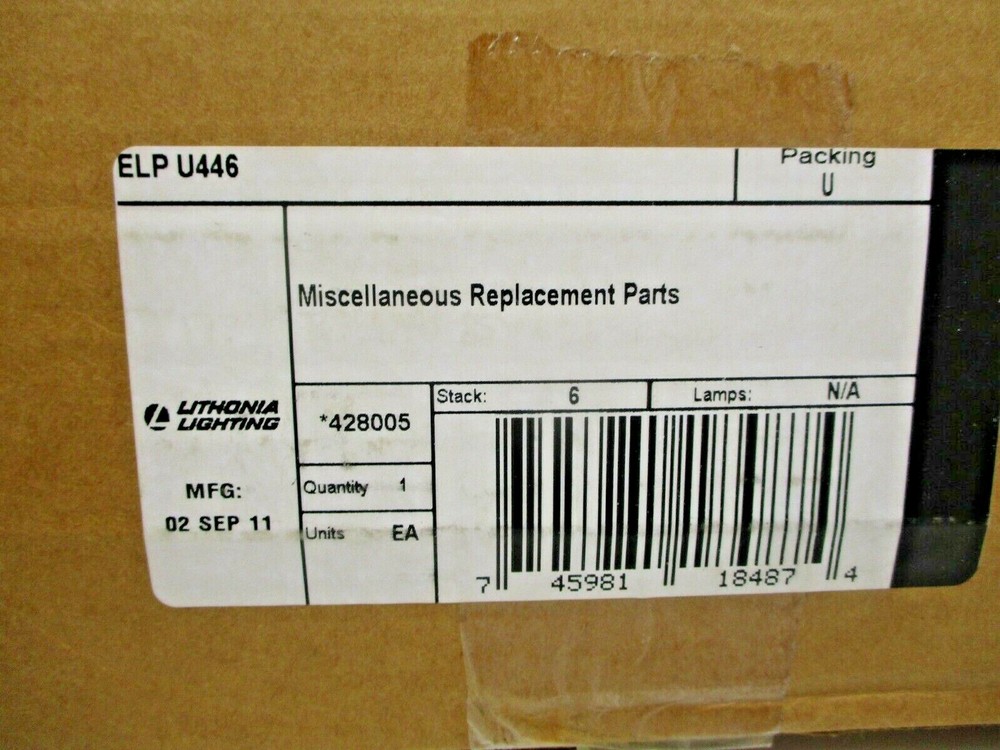 ELP U446
Packing
U
Miscellaneous Replacement Parts
LITHONIA
LIGHTING
MFG:
02 SEP 11
*428005
Quantity 1
Units EA
Stack: 6
Lamps: N/A
7 45981 18487 4